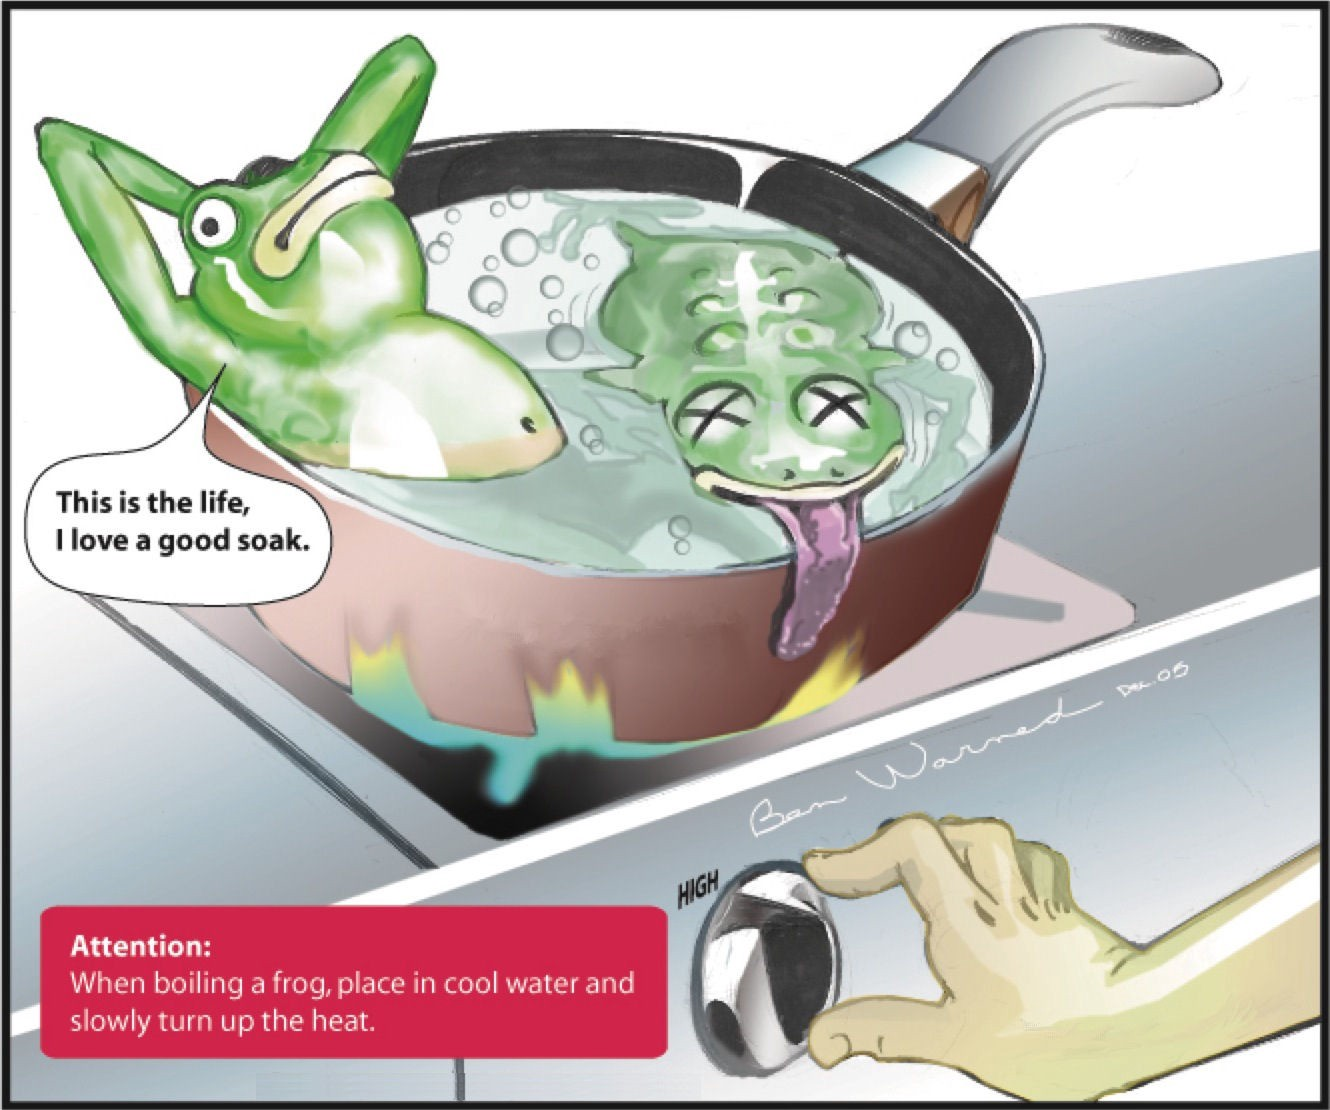 This is the life,
I love a good soak.
Ben Warned DEC.05
HIGH
Attention:
When boiling a frog, place in cool water and
slowly turn up the heat.